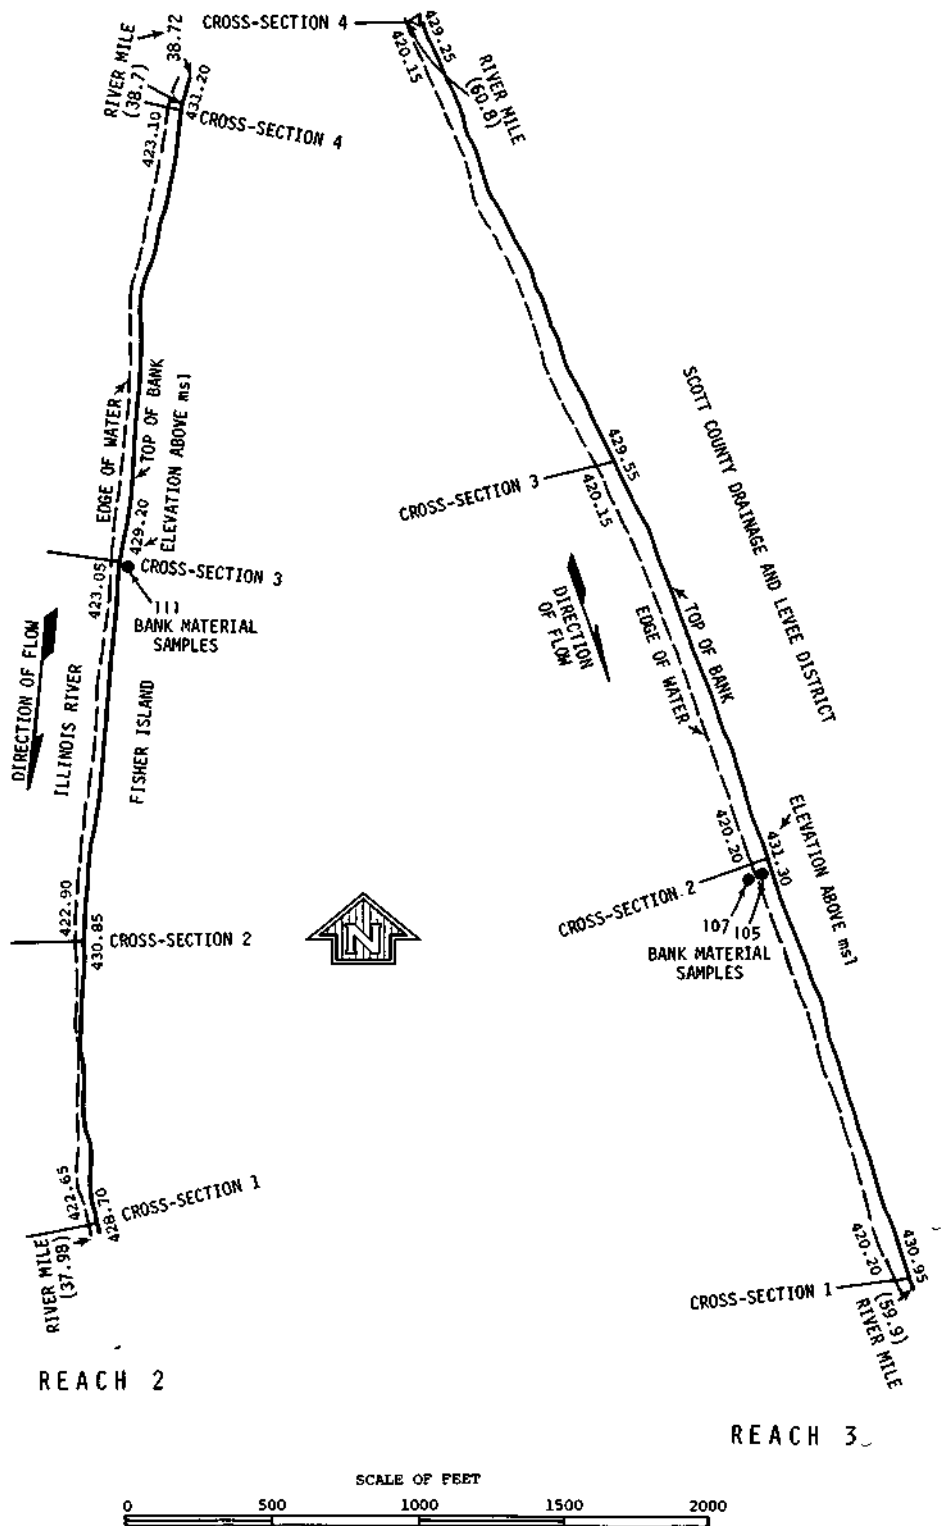 RIVER MILE
38.72
(38.7)
431.20
423.10
CROSS-SECTION 4
EDGE OF WATER
TOP OF BANK
ELEVATION ABOVE msl
429.20
423.05
CROSS-SECTION 3
111
BANK MATERIAL
SAMPLES
DIRECTION OF FLOW
ILLINOIS RIVER
FISHER ISLAND
422.90
430.85
CROSS-SECTION 2
422.65
428.70
CROSS-SECTION 1
RIVER MILE
(37.98)
REACH 2
N
CROSS-SECTION 4
429.25
420.15
RIVER MILE
(60.8)
SCOTT COUNTY DRAINAGE AND LEVEE DISTRICT
429.55
420.15
CROSS-SECTION 3
DIRECTION
OF FLOW
TOP OF BANK
EDGE OF WATER
ELEVATION ABOVE msl
420.20
431.30
CROSS-SECTION 2
107 105
BANK MATERIAL
SAMPLES
430.95
420.20
CROSS-SECTION 1
(59.9)
RIVER MILE
REACH 3
SCALE OF FEET
0 500 1000 1500 2000